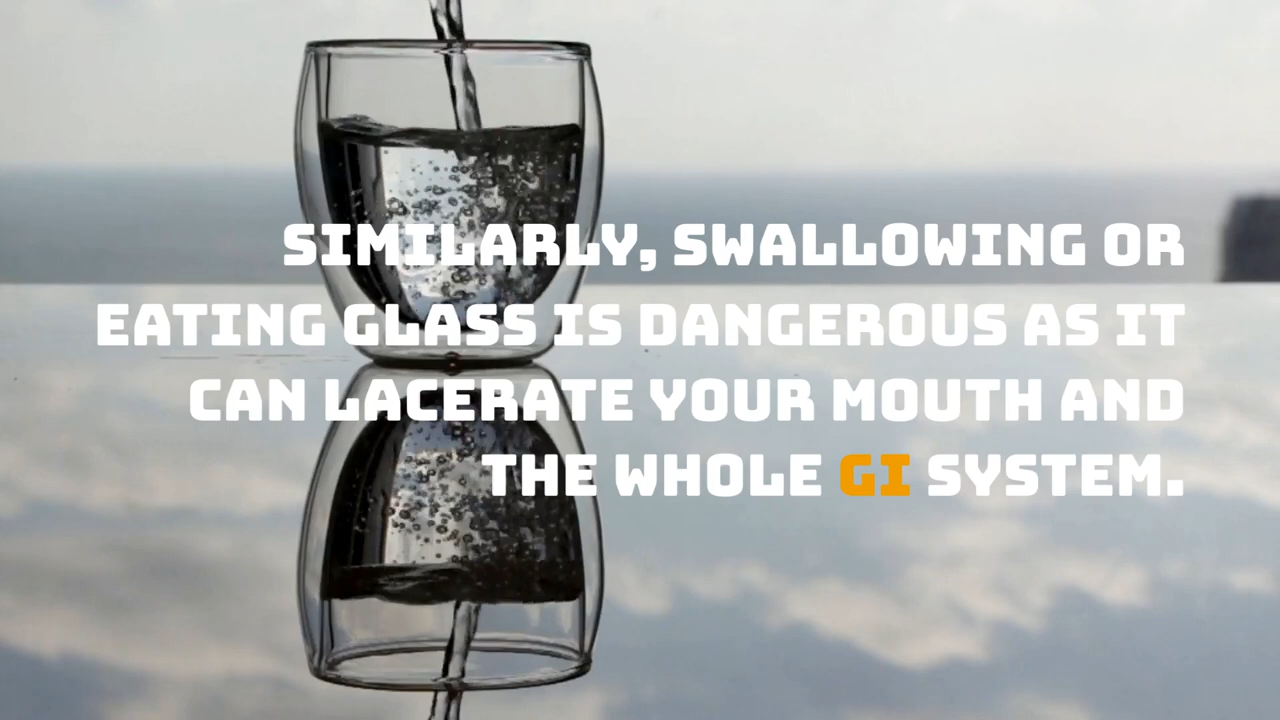 SIMILARLY, SWALLOWING OR
EATING GLASS IS DANGEROUS AS IT
CAN LACERATE YOUR MOUTH AND
THE WHOLE GI SYSTEM.